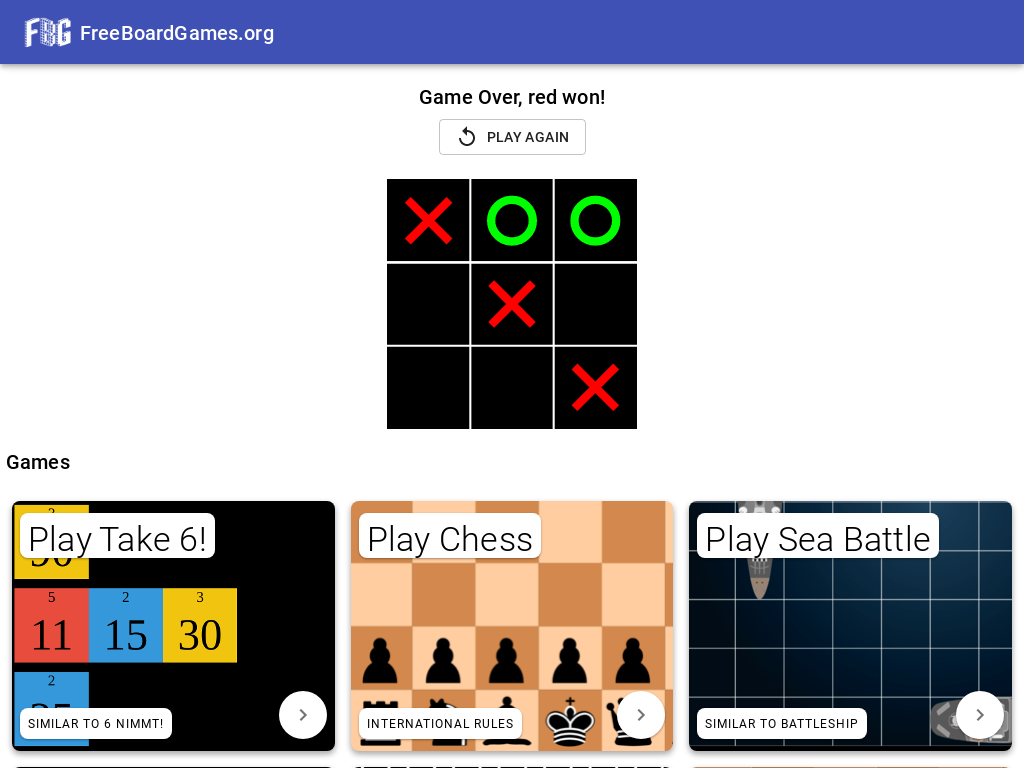 FBG FreeBoardGames.org
Game Over, red won!
PLAY AGAIN
Games
Play Take 6!
5 2 3
11 15 30
2
SIMILAR TO 6 NIMMT!
Play Chess
INTERNATIONAL RULES
Play Sea Battle
SIMILAR TO BATTLESHIP